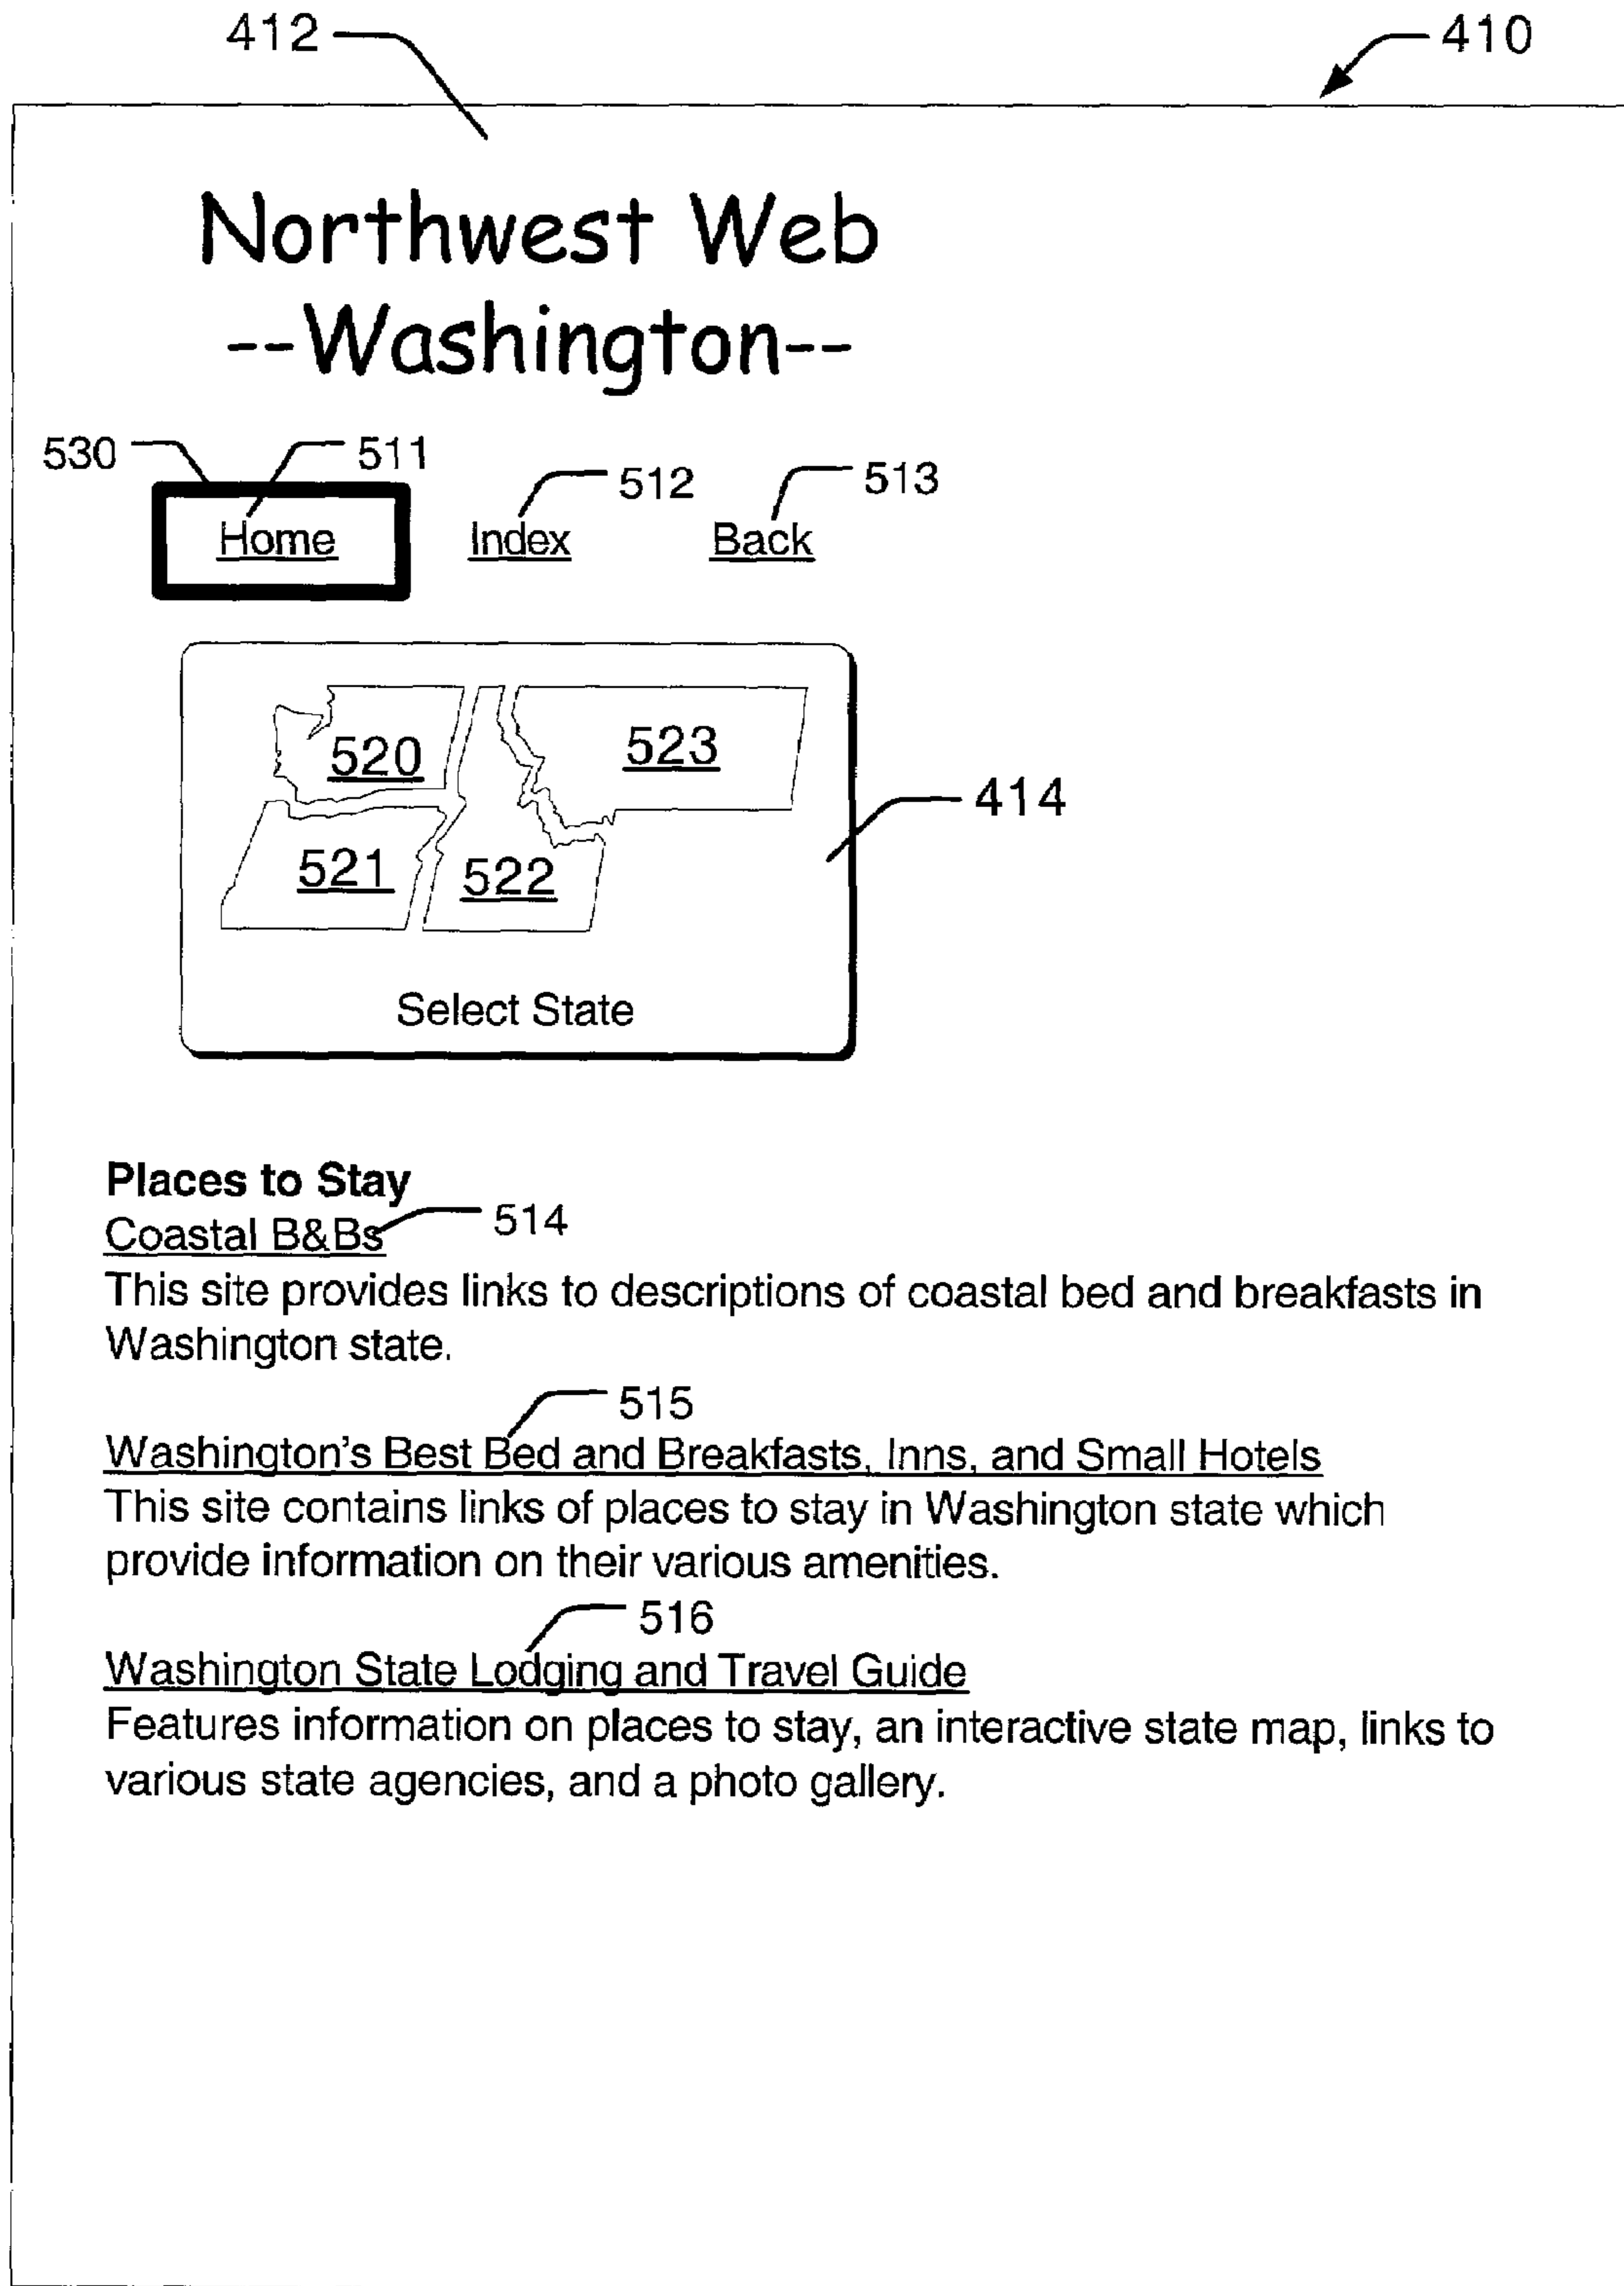 412 410
Northwest Web
--Washington--
530 511 512 513
Home Index Back
520 523
414
521 522
Select State
Places to Stay
Coastal B&Bs 514
This site provides links to descriptions of coastal bed and breakfasts in
Washington state.
515
Washington's Best Bed and Breakfasts, Inns, and Small Hotels
This site contains links of places to stay in Washington state which
provide information on their various amenities.
516
Washington State Lodging and Travel Guide
Features information on places to stay, an interactive state map, links to
various state agencies, and a photo gallery.